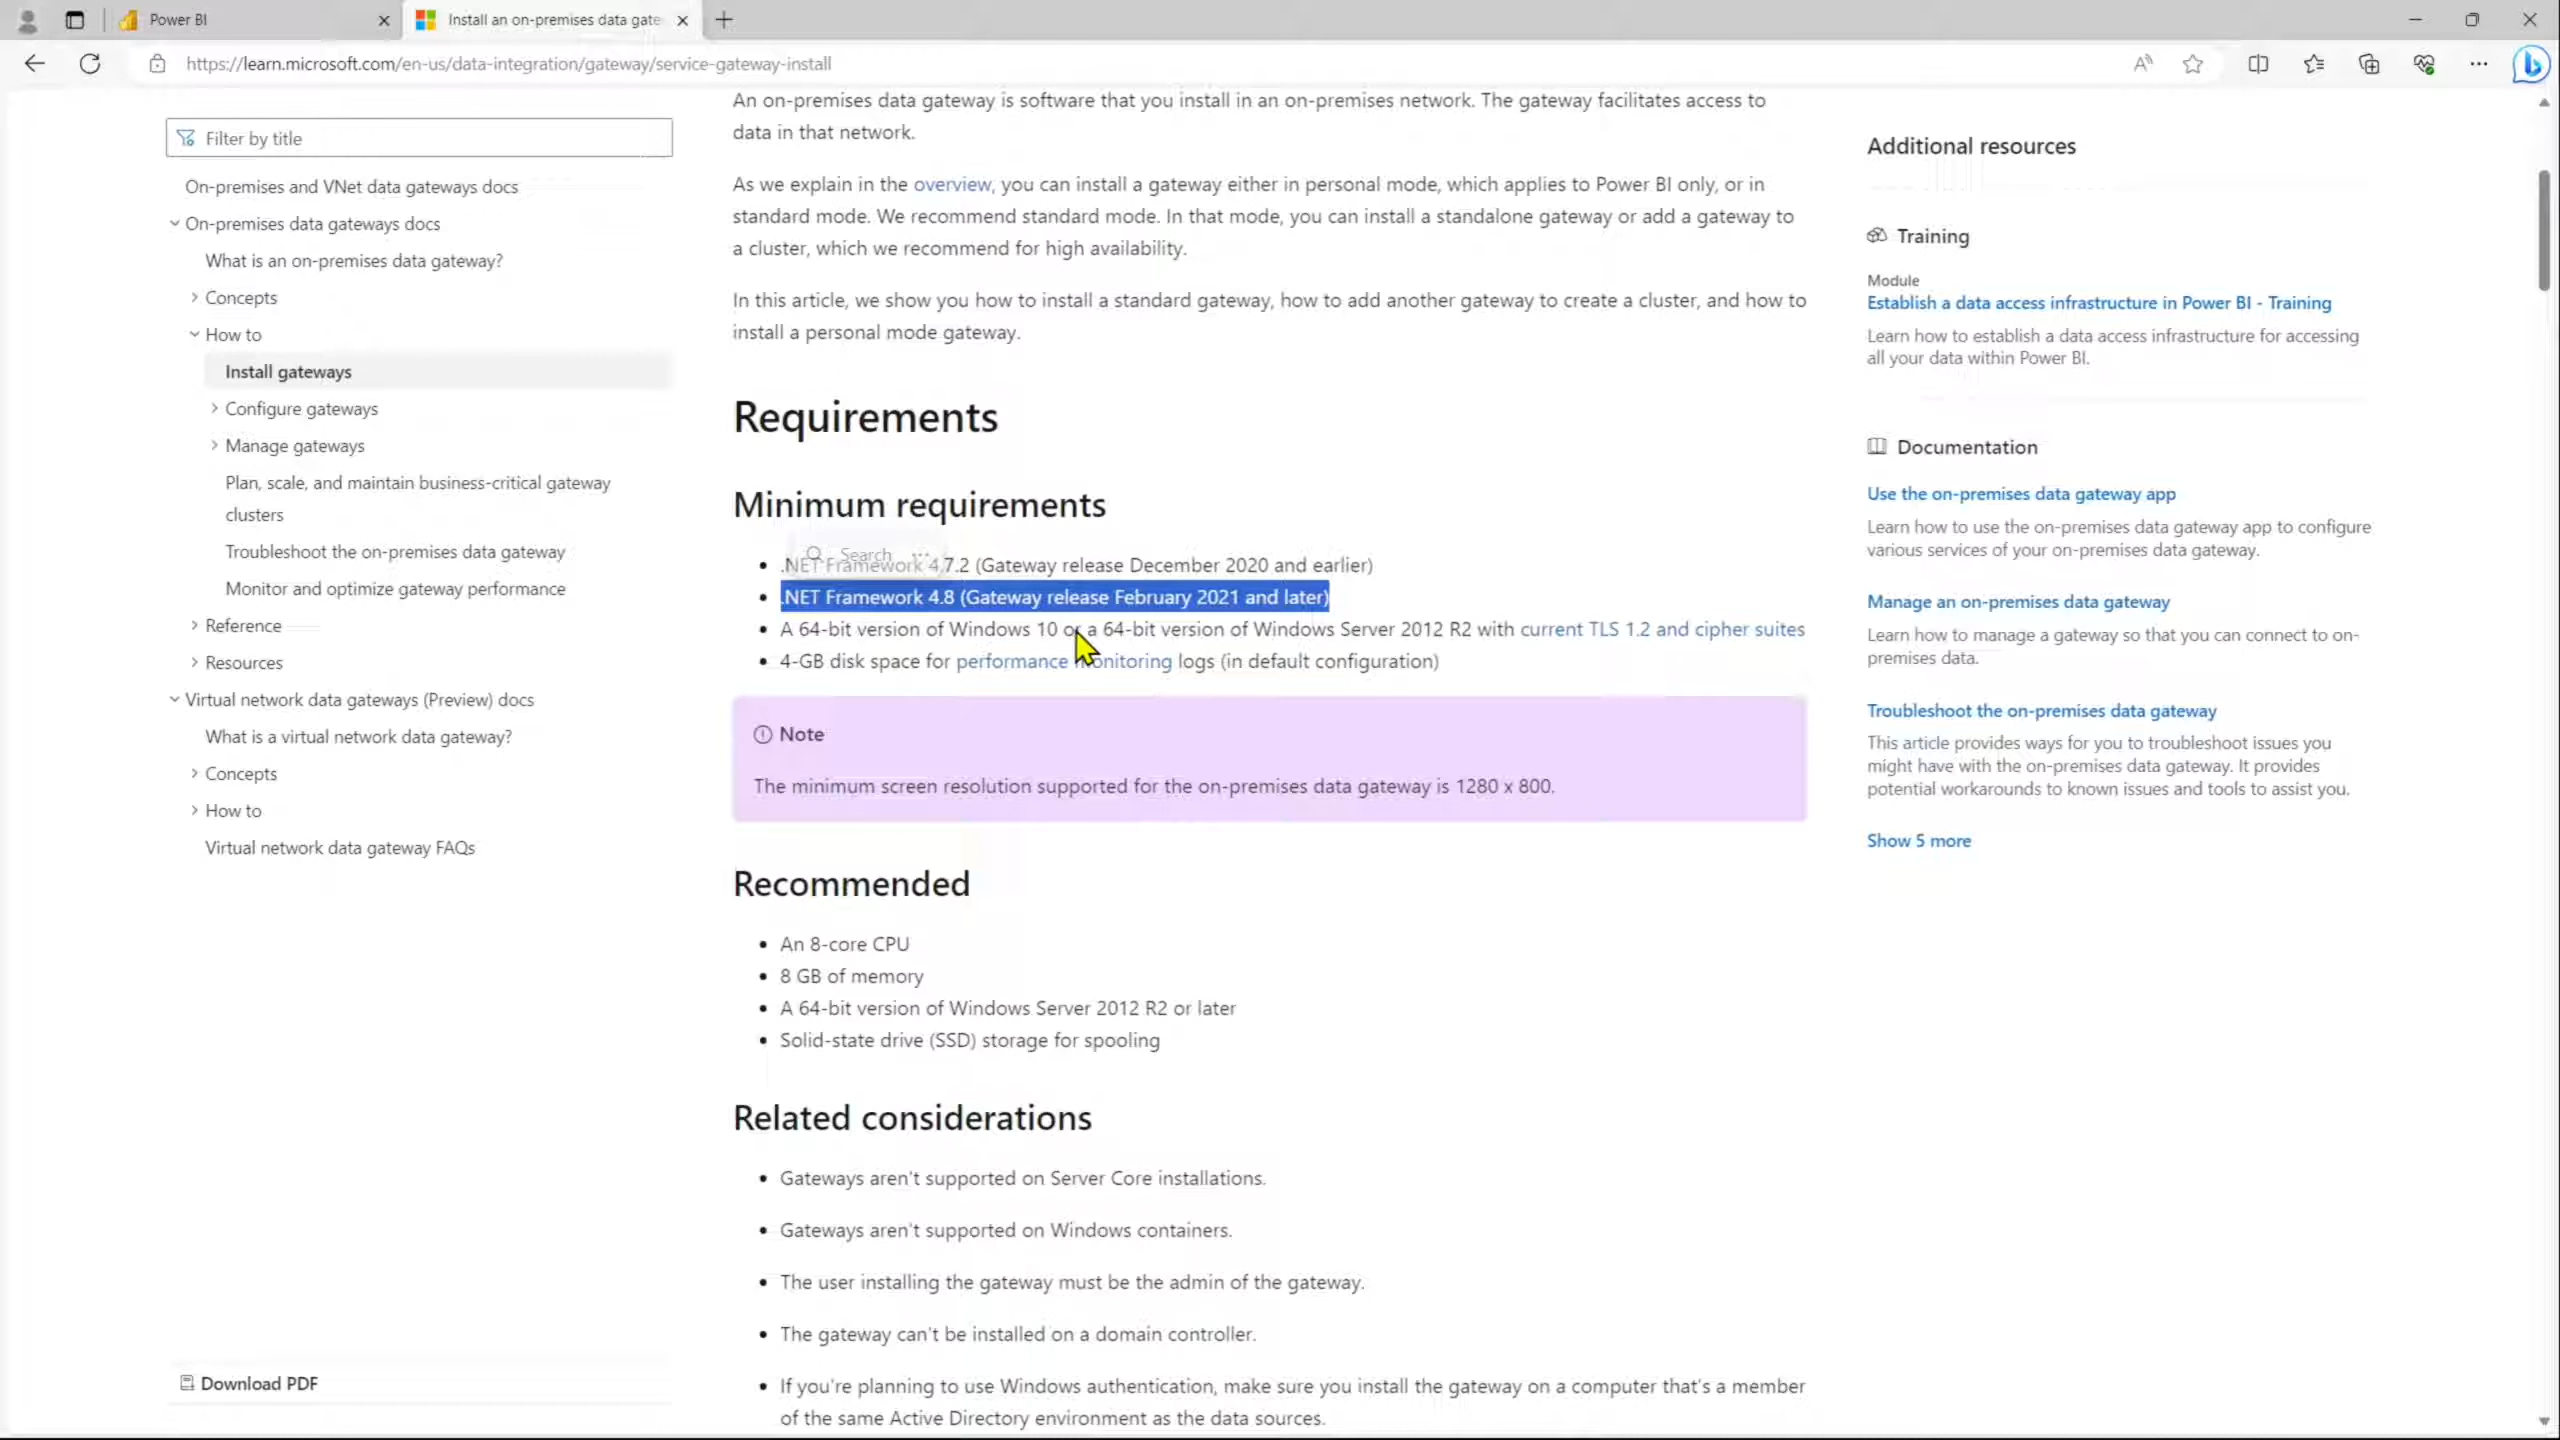 Power BI
Install an on-premises data gate
https://learn.microsoft.com/en-us/data-integration/gateway/service-gateway-install
Filter by title
On-premises and VNet data gateways docs
On-premises data gateways docs
What is an on-premises data gateway?
Concepts
How to
Install gateways
Configure gateways
Manage gateways
Plan, scale, and maintain business-critical gateway
clusters
Troubleshoot the on-premises data gateway
Monitor and optimize gateway performance
Reference
Resources
Virtual network data gateways (Preview) docs
What is a virtual network data gateway?
Concepts
How to
Virtual network data gateway FAQs
Download PDF
An on-premises data gateway is software that you install in an on-premises network. The gateway facilitates access to
data in that network.
As we explain in the overview, you can install a gateway either in personal mode, which applies to Power BI only, or in
standard mode. We recommend standard mode. In that mode, you can install a standalone gateway or add a gateway to
a cluster, which we recommend for high availability.
In this article, we show you how to install a standard gateway, how to add another gateway to create a cluster, and how to
install a personal mode gateway.
Requirements
Minimum requirements
Search ...
.NET Framework 4.7.2 (Gateway release December 2020 and earlier)
.NET Framework 4.8 (Gateway release February 2021 and later)
A 64-bit version of Windows 10 or a 64-bit version of Windows Server 2012 R2 with current TLS 1.2 and cipher suites
4-GB disk space for performance monitoring logs (in default configuration)
Note
The minimum screen resolution supported for the on-premises data gateway is 1280 x 800.
Recommended
An 8-core CPU
8 GB of memory
A 64-bit version of Windows Server 2012 R2 or later
Solid-state drive (SSD) storage for spooling
Related considerations
Gateways aren't supported on Server Core installations.
Gateways aren't supported on Windows containers.
The user installing the gateway must be the admin of the gateway.
The gateway can't be installed on a domain controller.
If you're planning to use Windows authentication, make sure you install the gateway on a computer that's a member
of the same Active Directory environment as the data sources.
Additional resources
Training
Module
Establish a data access infrastructure in Power BI - Training
Learn how to establish a data access infrastructure for accessing
all your data within Power BI.
Documentation
Use the on-premises data gateway app
Learn how to use the on-premises data gateway app to configure
various services of your on-premises data gateway.
Manage an on-premises data gateway
Learn how to manage a gateway so that you can connect to on-
premises data.
Troubleshoot the on-premises data gateway
This article provides ways for you to troubleshoot issues you
might have with the on-premises data gateway. It provides
potential workarounds to known issues and tools to assist you.
Show 5 more